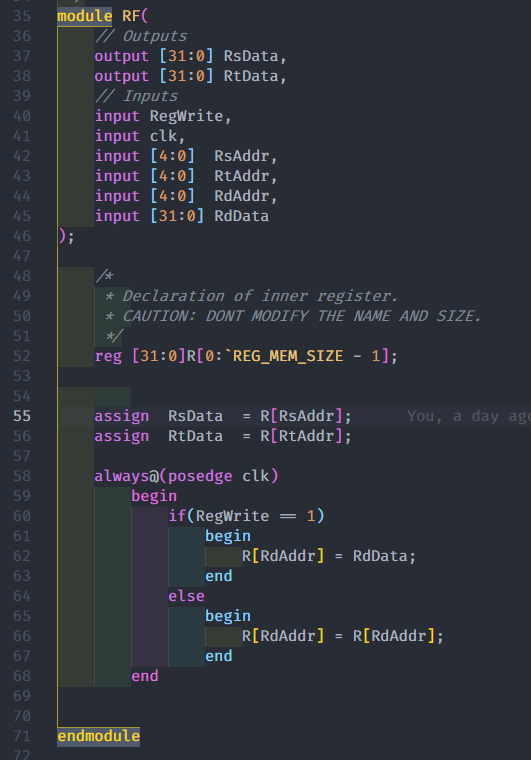 35 module RF(
36 // Outputs
37 output [31:0] RsData,
38 output [31:0] RtData,
39 // Inputs
40 input RegWrite,
41 input clk,
42 input [4:0]  RsAddr,
43 input [4:0]  RtAddr,
44 input [4:0]  RdAddr,
45 input [31:0] RdData
46 );
47
48 /*
49 * Declaration of inner register.
50 * CAUTION: DONT MODIFY THE NAME AND SIZE.
51 */
52 reg [31:0]R[0:`REG_MEM_SIZE - 1];
53
54
55 assign  RsData  = R[RsAddr];      You, a day ago
56 assign  RtData  = R[RtAddr];
57
58 always@(posedge clk)
59 begin
60 if(RegWrite == 1)
61 begin
62 R[RdAddr] = RdData;
63 end
64 else
65 begin
66 R[RdAddr] = R[RdAddr];
67 end
68 end
69
70
71 endmodule
72